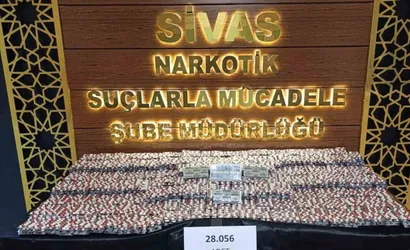 SİVAS
NARKOTİK
SUÇLARLA MÜCADELE
ŞUBE MÜDÜRLÜĞÜ
28.056